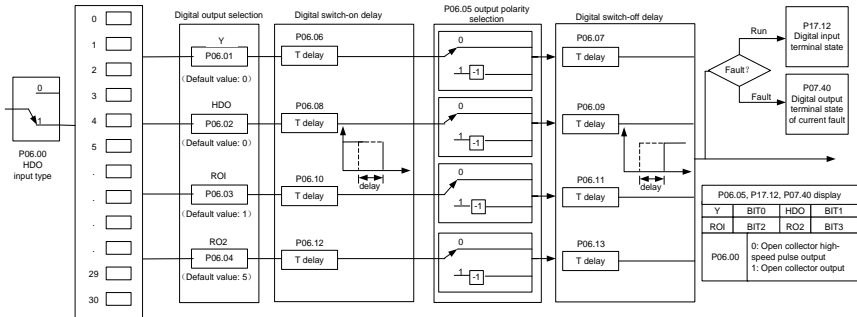 Digital output selection
Digital switch-on delay
P06.05 output polarity
selection
Digital switch-off delay
0
1
2
3
4
5
.
.
.
29
30
0
1
P06.00
HDO
input type
Y
P06.01
(Default value: 0)
HDO
P06.02
(Default value: 0)
ROI
P06.03
(Default value: 1)
RO2
P06.04
(Default value: 5)
P06.06
T delay
P06.08
T delay
delay
P06.10
T delay
P06.12
T delay
0
1
-1
0
1
-1
0
1
-1
0
1
-1
P06.07
T delay
P06.09
T delay
delay
P06.11
T delay
P06.13
T delay
Run
Fault?
Fault
P17.12
Digital input
terminal state
P07.40
Digital output
terminal state
of current fault
P06.05, P17.12, P07.40 display
Y BIT0 HDO BIT1
ROI BIT2 RO2 BIT3
P06.00
0: Open collector high-
speed pulse output
1: Open collector output